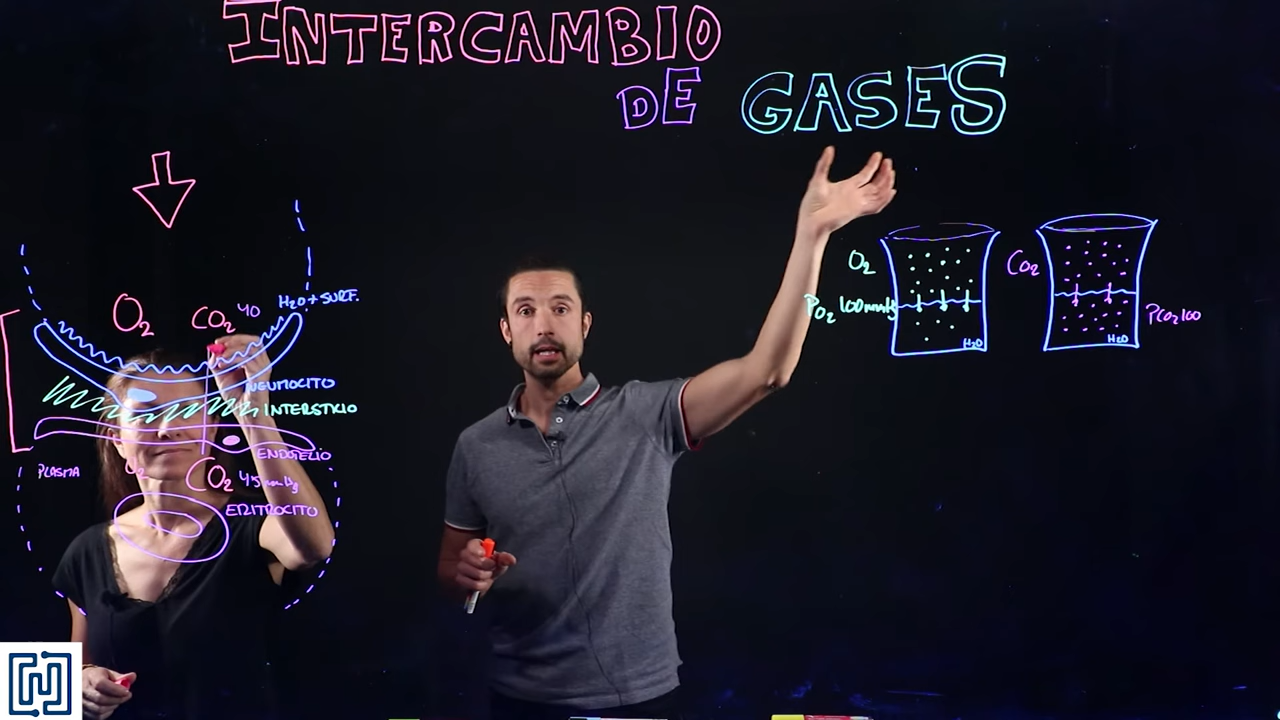 INTERCAMBIO
DE GASES
O2
CO2 40
H2O + SURF.
NEUMOCITO
INTERSTICIO
ENDOTELIO
PLASMA
O2
CO2 45mmHg
ERITROCITO
O2
PO2 100mmHg
H2O
CO2
PCO2 100
H2O